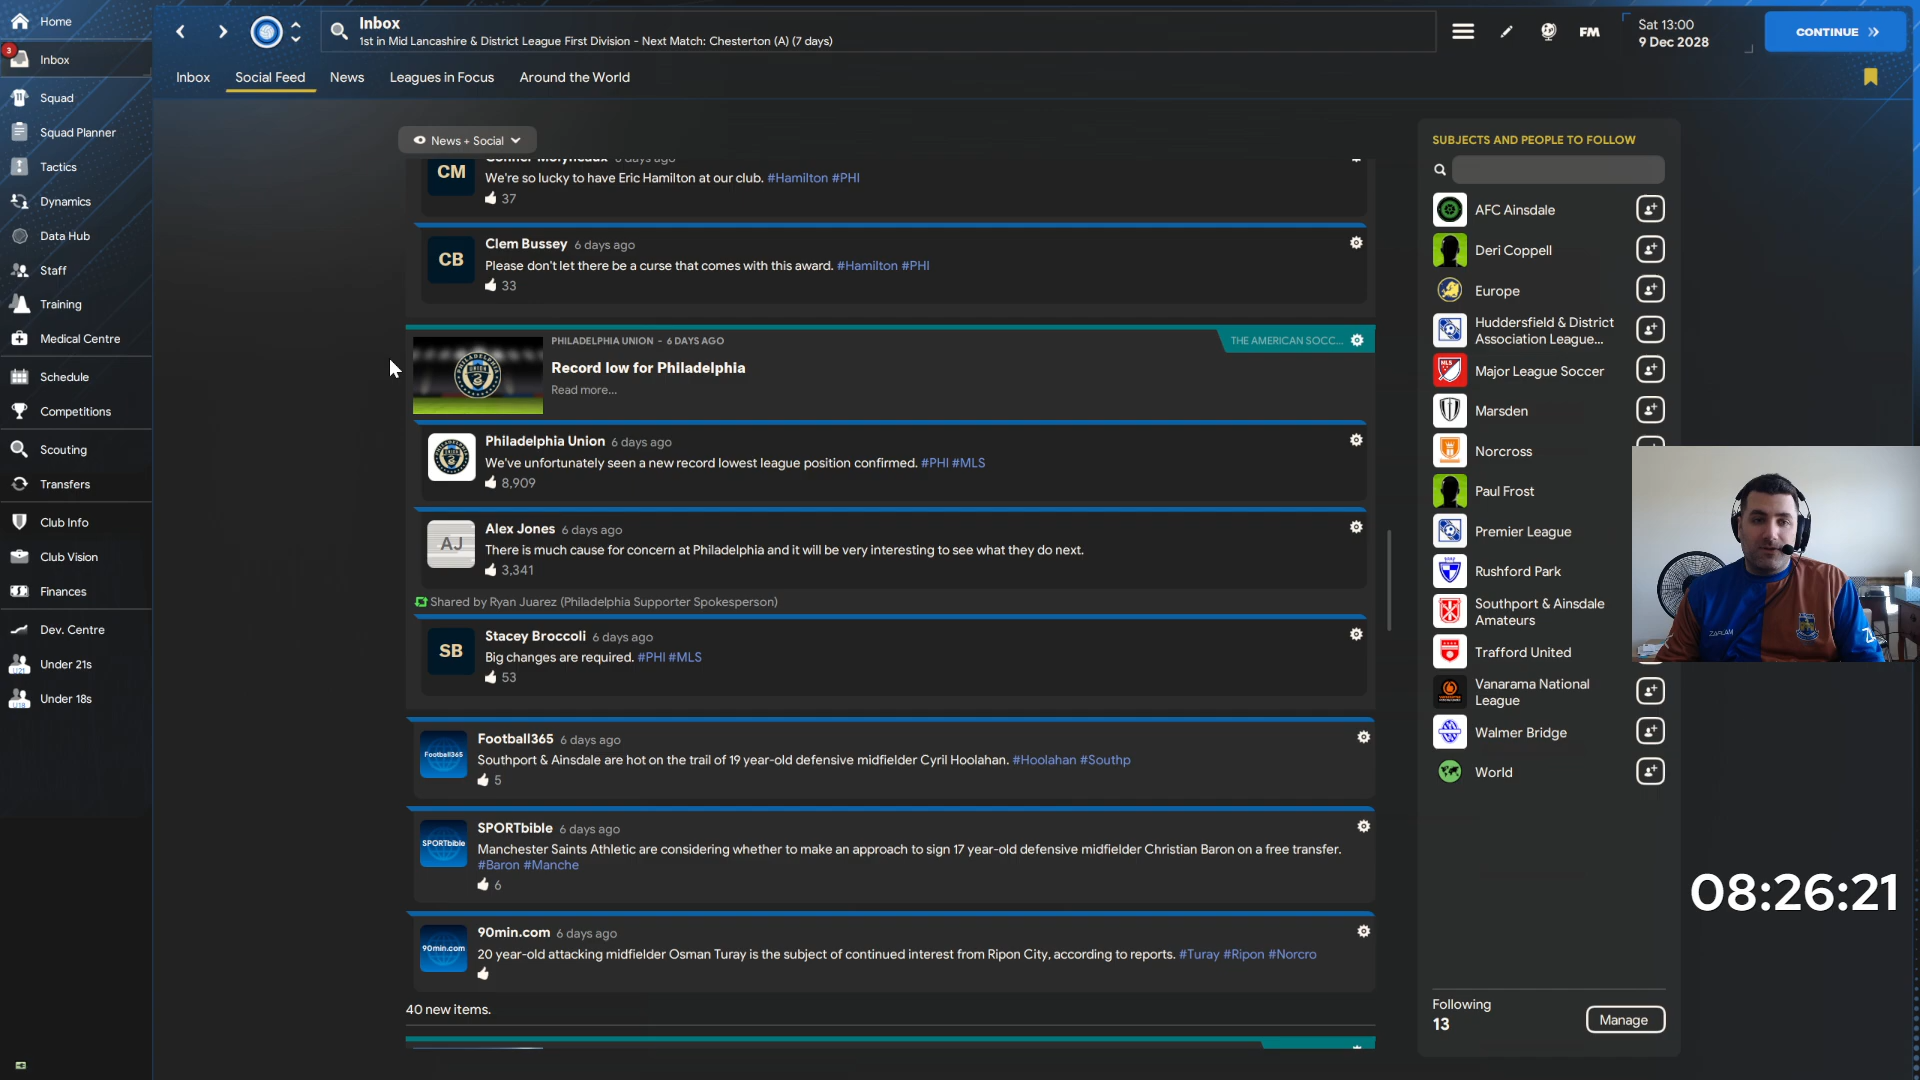 Home
3
Inbox
Squad
Squad Planner
Tactics
Dynamics
Data Hub
Staff
Training
Medical Centre
Schedule
Competitions
Scouting
Transfers
Club Info
Club Vision
Finances
Dev. Centre
Under 21s
Under 18s
Inbox
1st in Mid Lancashire & District League First Division - Next Match: Chesterton (A) (7 days)
FM
Sat 13:00
9 Dec 2028
CONTINUE
Inbox
Social Feed
News
Leagues in Focus
Around the World
News + Social
CM
6 days ago
We're so lucky to have Eric Hamilton at our club. #Hamilton #PHI
37
CB
Clem Bussey 6 days ago
Please don't let there be a curse that comes with this award. #Hamilton #PHI
33
PHILADELPHIA UNION - 6 DAYS AGO
THE AMERICAN SOCC...
Record low for Philadelphia
Read more...
Philadelphia Union 6 days ago
We've unfortunately seen a new record lowest league position confirmed. #PHI #MLS
8,909
AJ
Alex Jones 6 days ago
There is much cause for concern at Philadelphia and it will be very interesting to see what they do next.
3,341
Shared by Ryan Juarez (Philadelphia Supporter Spokesperson)
SB
Stacey Broccoli 6 days ago
Big changes are required. #PHI #MLS
53
Football365
Football365 6 days ago
Southport & Ainsdale are hot on the trail of 19 year-old defensive midfielder Cyril Hoolahan. #Hoolahan #Southp
5
SPORTbible
SPORTbible 6 days ago
Manchester Saints Athletic are considering whether to make an approach to sign 17 year-old defensive midfielder Christian Baron on a free transfer.
#Baron #Manche
6
90min.com
90min.com 6 days ago
20 year-old attacking midfielder Osman Turay is the subject of continued interest from Ripon City, according to reports. #Turay #Ripon #Norcro
40 new items.
SUBJECTS AND PEOPLE TO FOLLOW
AFC Ainsdale
Deri Coppell
Europe
Huddersfield & District
Association League...
Major League Soccer
Marsden
Norcross
Paul Frost
Premier League
Rushford Park
Southport & Ainsdale
Amateurs
Trafford United
Vanarama National
League
Walmer Bridge
World
Following
13
Manage
ZARLAM
08:26:21